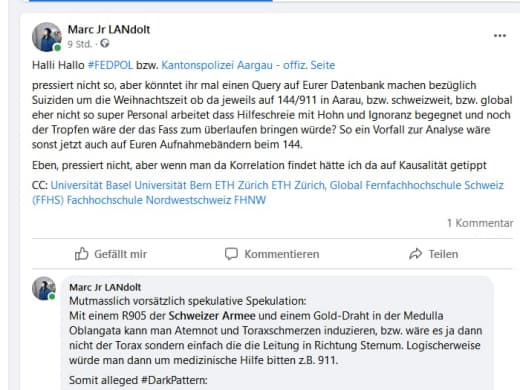 Marc Jr LANdolt
9 Std. ·
Halli Hallo #FEDPOL bzw. Kantonspolizei Aargau - offiz. Seite
pressiert nicht so, aber könntet ihr mal einen Query auf Eurer Datenbank machen bezüglich
Suiziden um die Weihnachtszeit ob da jeweils auf 144/911 in Aarau, bzw. schweizweit, bzw. global
eher nicht so super Personal arbeitet dass Hilfeschreie mit Hohn und Ignoranz begegnet und noch
der Tropfen wäre der das Fass zum überlaufen bringen würde? So ein Vorfall zur Analyse wäre
sonst jetzt auch auf Euren Aufnahmebändern beim 144.
Eben, pressiert nicht, aber wenn man da Korrelation findet hätte ich da auf Kausalität getippt
CC: Universität Basel Universität Bern ETH Zürich ETH Zürich, Global Fernfachhochschule Schweiz
(FFHS) Fachhochschule Nordwestschweiz FHNW
1 Kommentar
Gefällt mir Kommentieren Teilen
Marc Jr LANdolt
Mutmasslich vorsätzlich spekulative Spekulation:
Mit einem R905 der Schweizer Armee und einem Gold-Draht in der Medulla
Oblangata kann man Atemnot und Toraxschmerzen induzieren, bzw. wäre es ja dann
nicht der Torax sondern einfach die die Leitung in Richtung Sternum. Logischerweise
würde man dann um medizinische Hilfe bitten z.B. 911.
Somit alleged #DarkPattern: